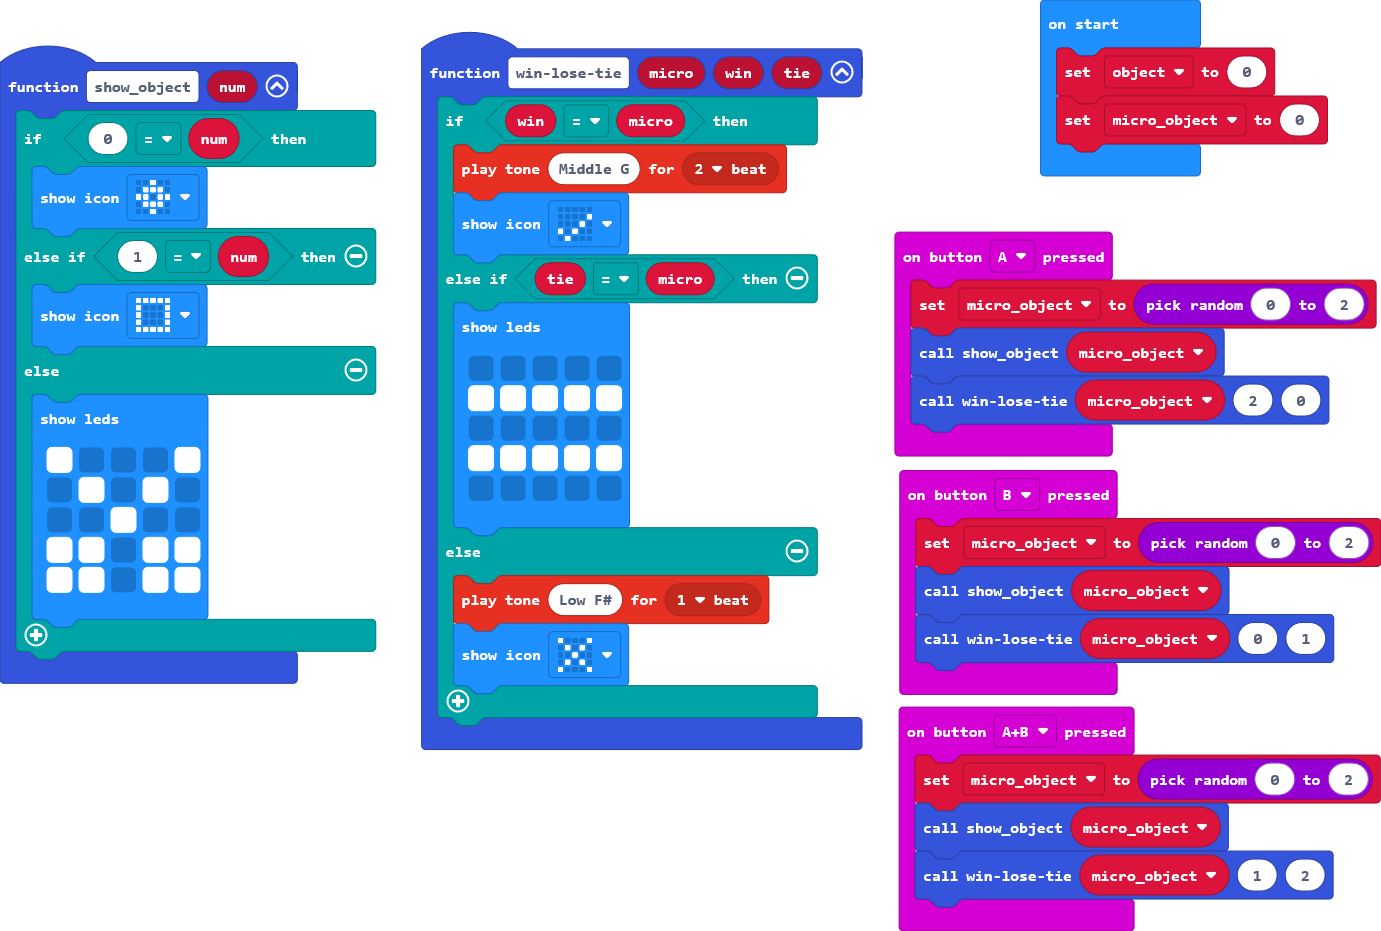 function show_object num
if 0 = num then
show icon
else if 1 = num then
show icon
else
show leds
function win-lose-tie micro win tie
if win = micro then
play tone Middle G for 2 beat
show icon
else if tie = micro then
show leds
else
play tone Low F# for 1 beat
show icon
on start
set object to 0
set micro_object to 0
on button A pressed
set micro_object to pick random 0 to 2
call show_object micro_object
call win-lose-tie micro_object 2 0
on button B pressed
set micro_object to pick random 0 to 2
call show_object micro_object
call win-lose-tie micro_object 0 1
on button A+B pressed
set micro_object to pick random 0 to 2
call show_object micro_object
call win-lose-tie micro_object 1 2